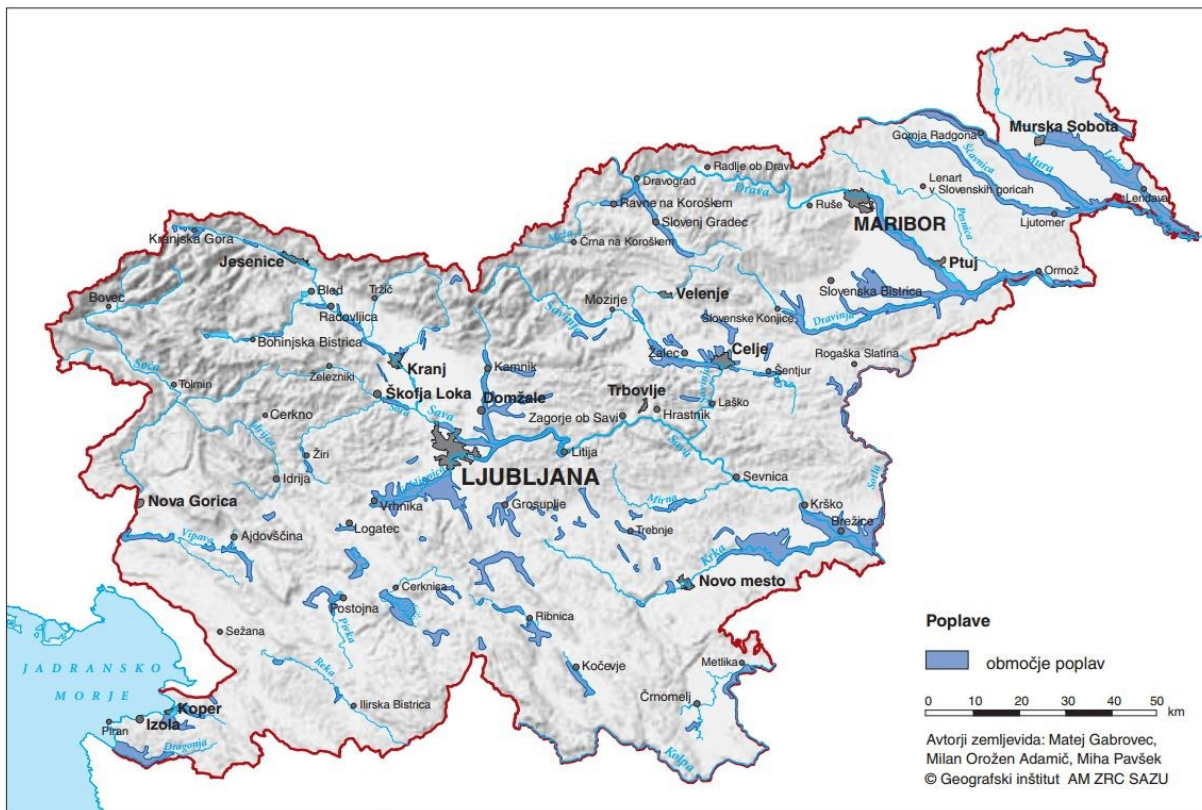 Murska Sobota
Gornja Radgona
Ščavnica
Mura
Ledava
Radlje ob Dravi
Dravograd
Drava
Lenart
v Slovenskih goricah
Lendava
Ravne na Koroškem
Ruše
MARIBOR
Pesnica
Ljutomer
Slovenj Gradec
Kranjska Gora
Meža
Črna na Koroškem
Jesenice
Ptuj
Ormož
Bled
Tržič
Velenje
Slovenska Bistrica
Bovec
Mozirje
Radovljica
Savinja
Slovenske Konjice
Dravinja
Bohinjska Bistrica
Žalec
Celje
Rogaška Slatina
Soča
Kranj
Kamnik
Šentjur
Železniki
Tolmin
Škofja Loka
Trbovlje
Savinja
Domžale
Laško
Cerkno
Sora
Sava
Zagorje ob Savi
Hrastnik
Idrijca
Žiri
Litija
Sava
Idrija
LJUBLJANA
Sevnica
Sotla
Ljubljanica
Nova Gorica
Vrhnika
Grosuplje
Mirna
Krško
Logatec
Trebnje
Brežice
Vipava
Ajdovščina
Krka
Novo mesto
Cerknica
Postojna
Ribnica
Pivka
Sežana
Poplave
Reka
Kočevje
Metlika
območje poplav
JADRANSKO
MORJE
Ilirska Bistrica
Črnomelj
Koper
0 10 20 30 40 50 km
Piran
Izola
Dragonja
Kolpa
Avtorji zemljevida: Matej Gabrovec,
Milan Orožen Adamič, Miha Pavšek
© Geografski inštitut AM ZRC SAZU